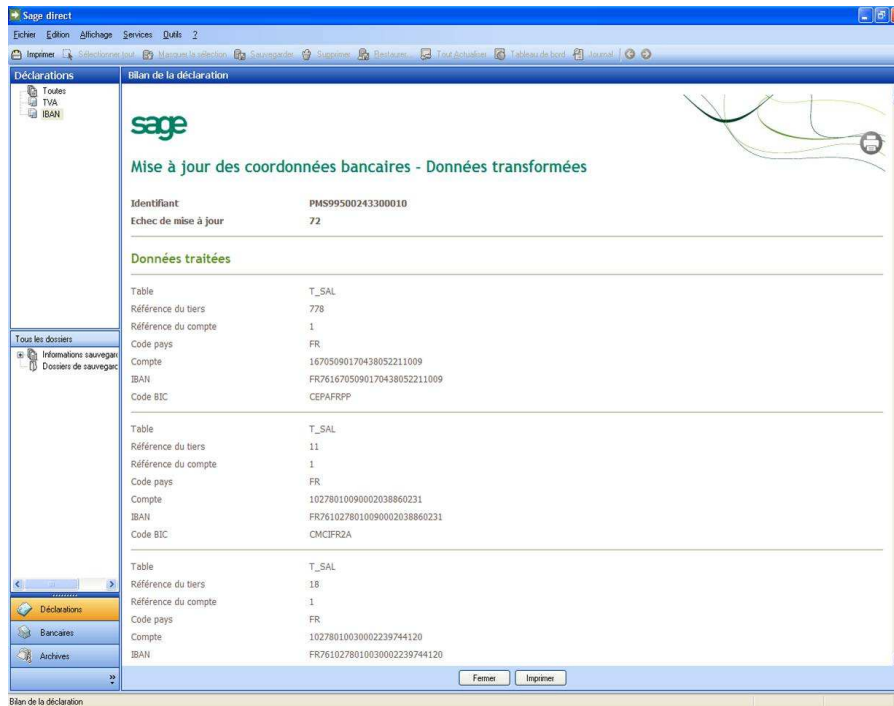 Sage direct
Fichier Edition Affichage Services Outils ?
Imprimer Sélectionner tout Masquer la sélection Sauvegarder Supprimer Restaurer... Tout Actualiser Tableau de bord Journal
Déclarations
Toutes
TVA
IBAN
Bilan de la déclaration
sage
Mise à jour des coordonnées bancaires - Données transformées
Identifiant PMS99500243300010
Echec de mise à jour 72
Données traitées
Table T_SAL
Référence du tiers 778
Référence du compte 1
Code pays FR
Compte 16705090170438052211009
IBAN FR7616705090170438052211009
Code BIC CEPAFRPP
Table T_SAL
Référence du tiers 11
Référence du compte 1
Code pays FR
Compte 10278010090002038860231
IBAN FR7610278010090002038860231
Code BIC CMCIFR2A
Table T_SAL
Référence du tiers 18
Référence du compte 1
Code pays FR
Compte 10278010030002239744120
IBAN FR7610278010030002239744120
Tous les dossiers
Informations sauvegard
Dossiers de sauvegard
Déclarations
Bancaires
Archives
»
Fermer Imprimer
Bilan de la déclaration